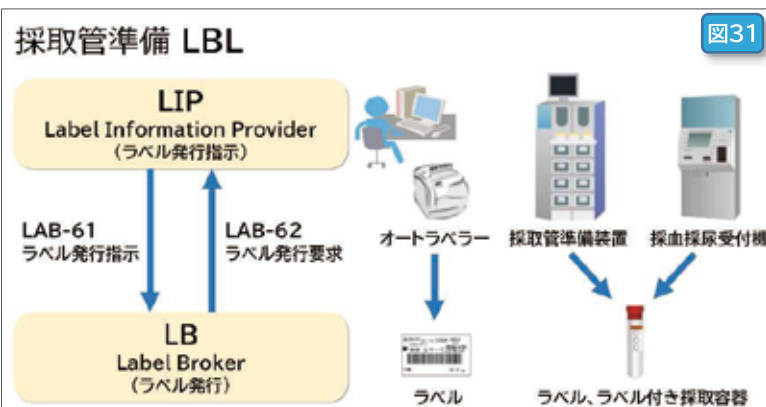 採取管準備 LBL
図31
LIP
Label Information Provider
(ラベル発行指示)
LAB-61
ラベル発行指示
LAB-62
ラベル発行要求
LB
Label Broker
(ラベル発行)
オートラベラー
採取管準備装置
採血採尿受付機
ラベル
ラベル、ラベル付き採取容器